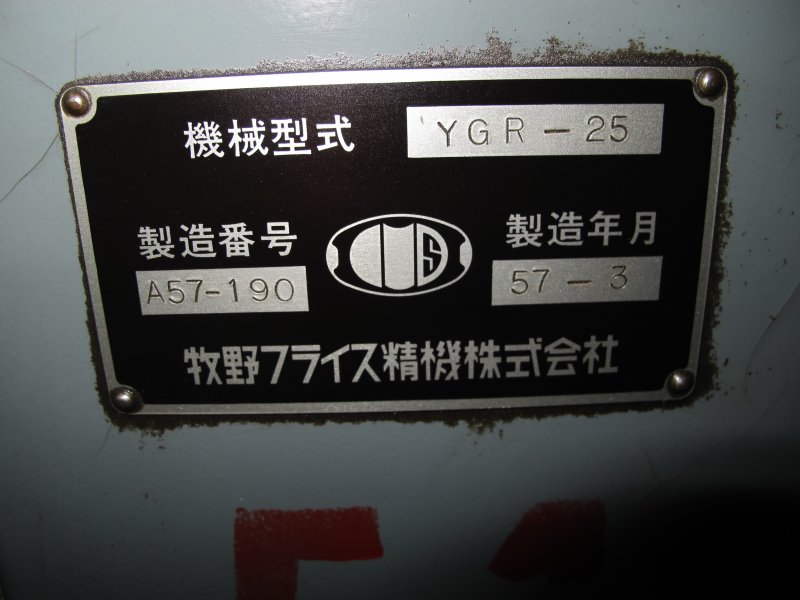 機械型式 YGR-25
製造番号 製造年月
A57-190 57-3
牧野フライス精機株式会社